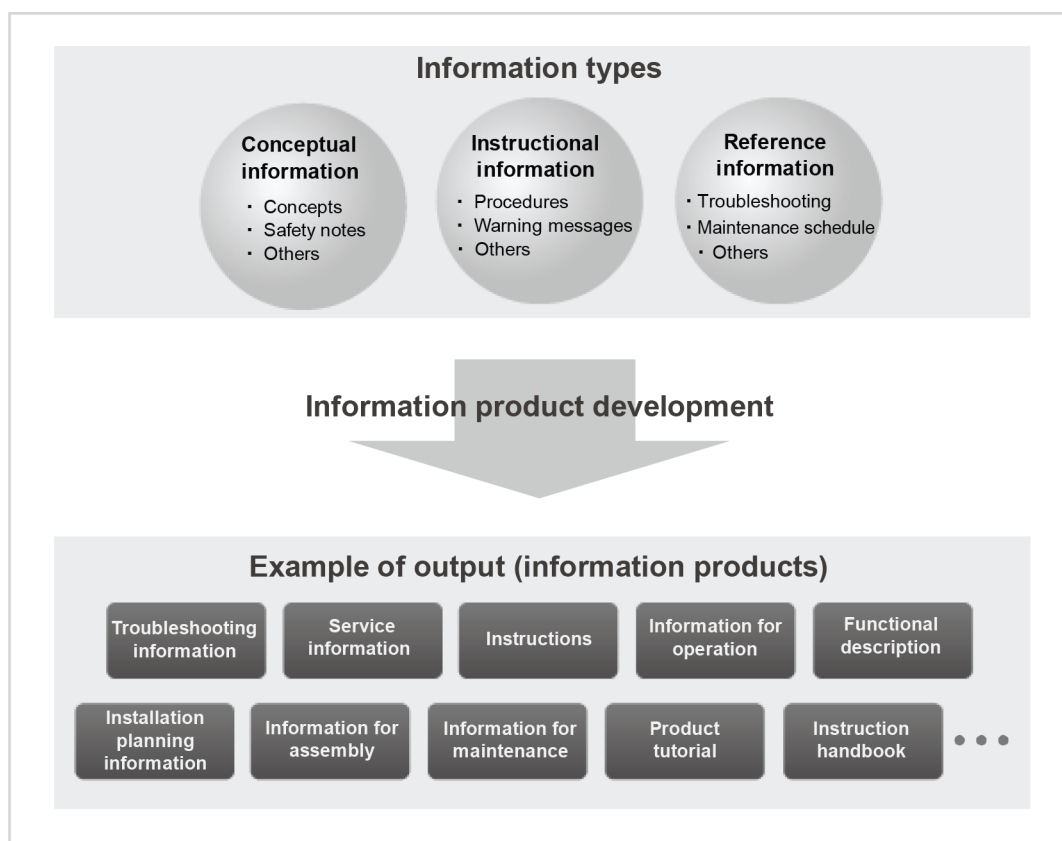 Information types
Conceptual
information
· Concepts
· Safety notes
· Others
Instructional
information
· Procedures
· Warning messages
· Others
Reference
information
· Troubleshooting
· Maintenance schedule
· Others
Information product development
Example of output (information products)
Troubleshooting
information
Service
information
Instructions
Information for
operation
Functional
description
Installation
planning
information
Information for
assembly
Information for
maintenance
Product
tutorial
Instruction
handbook
• • •